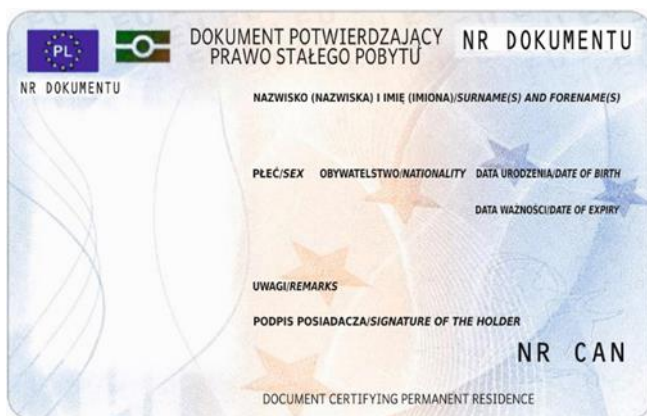 PL
DOKUMENT POTWIERDZAJĄCY
PRAWO STAŁEGO POBYTU
NR DOKUMENTU
NR DOKUMENTU
NAZWISKO (NAZWISKA) I IMIĘ (IMIONA)/SURNAME(S) AND FORENAME(S)
PŁEĆ/SEX OBYWATELSTWO/NATIONALITY DATA URODZENIA/DATE OF BIRTH
DATA WAŻNOŚCI/DATE OF EXPIRY
UWAGI/REMARKS
PODPIS POSIADACZA/SIGNATURE OF THE HOLDER
NR CAN
DOCUMENT CERTIFYING PERMANENT RESIDENCE